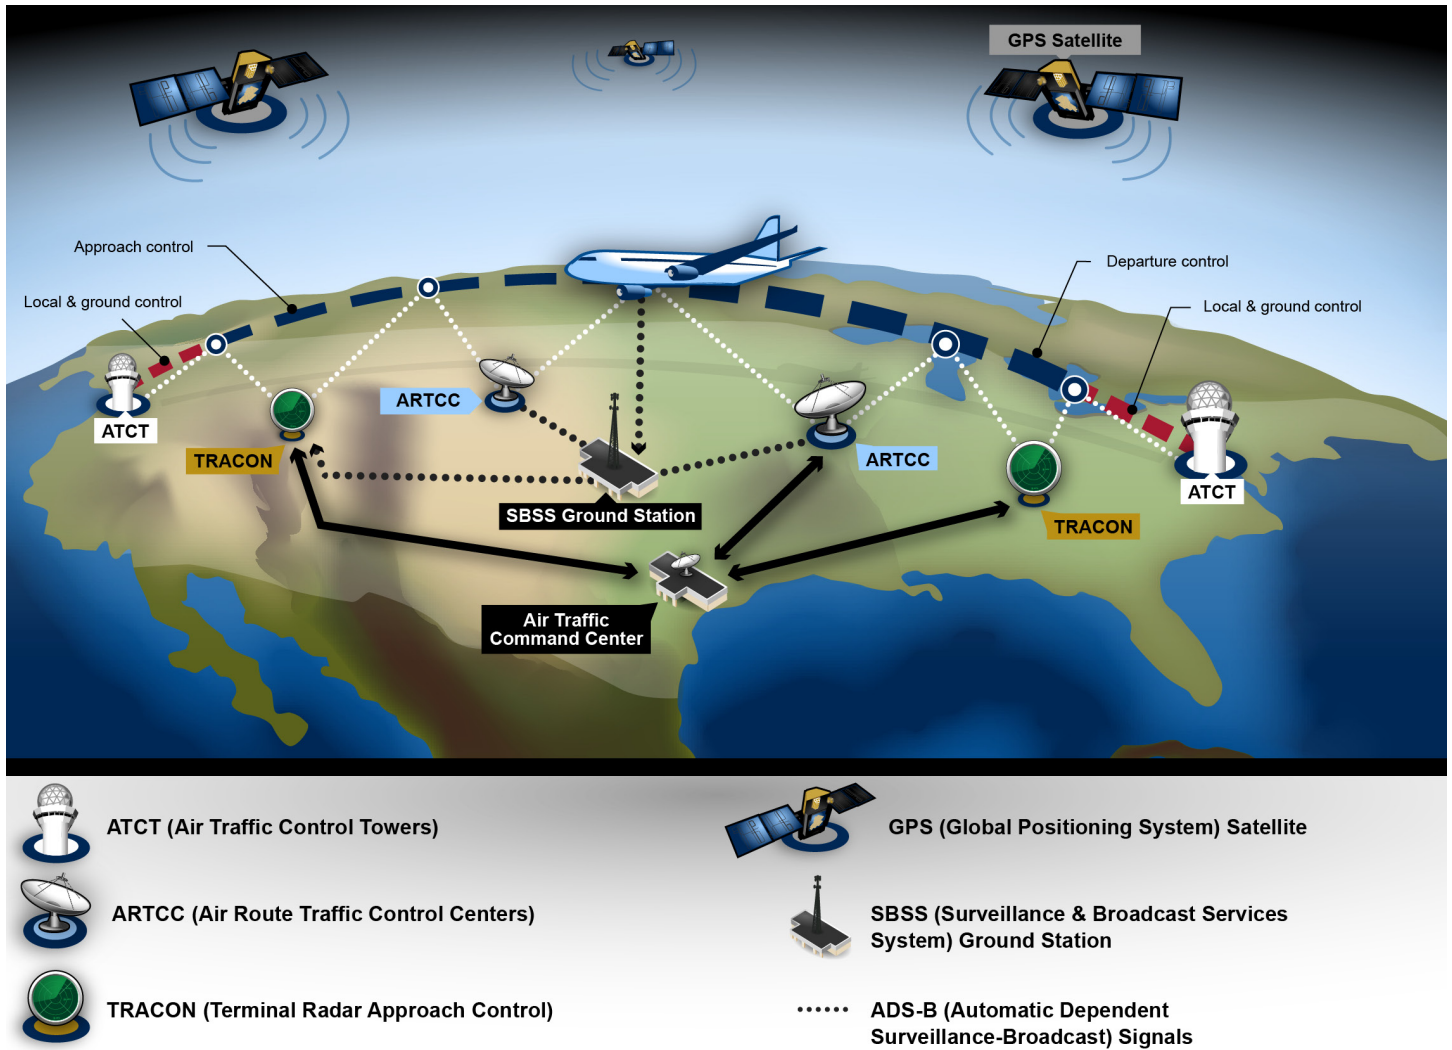 GPS Satellite
Approach control
Departure control
Local & ground control
Local & ground control
ARTCC
ATCT
TRACON
ARTCC
ATCT
SBSS Ground Station
TRACON
Air Traffic
Command Center
ATCT (Air Traffic Control Towers)
GPS (Global Positioning System) Satellite
ARTCC (Air Route Traffic Control Centers)
SBSS (Surveillance & Broadcast Services
System) Ground Station
TRACON (Terminal Radar Approach Control)
ADS-B (Automatic Dependent
Surveillance-Broadcast) Signals